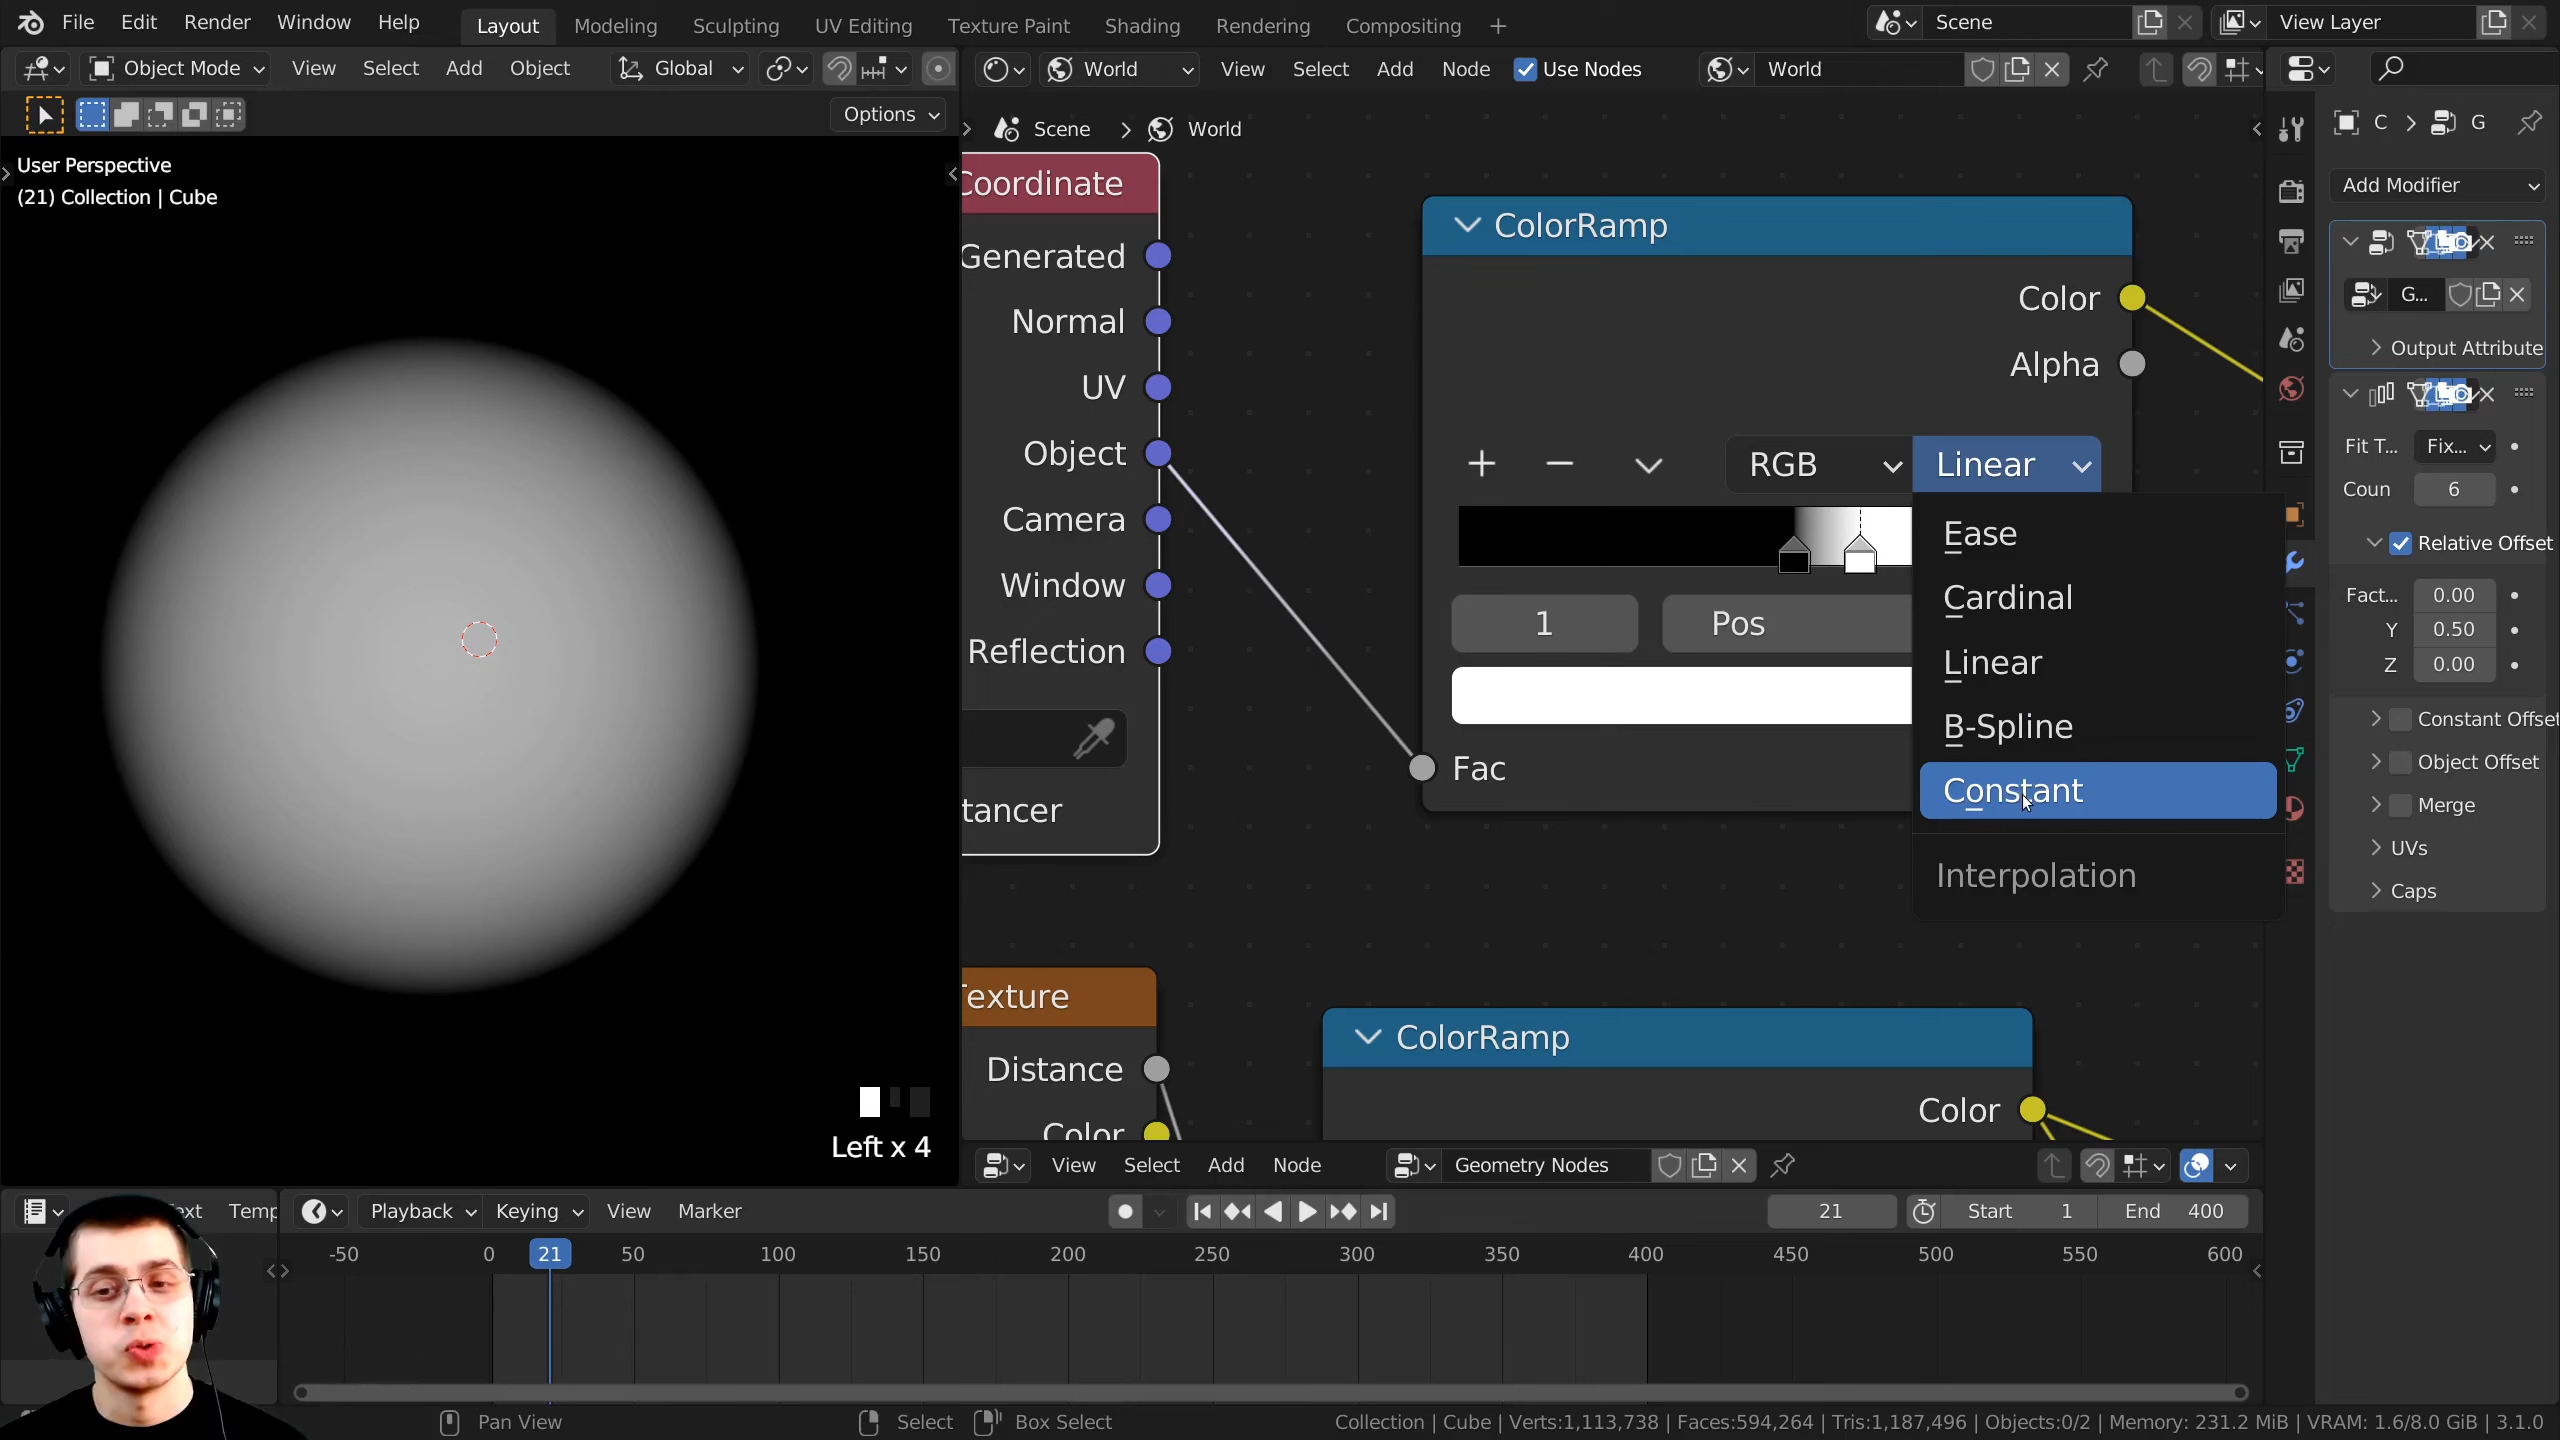 File Edit Render Window Help Layout Modeling Sculpting UV Editing Texture Paint Shading Rendering Compositing + Scene View Layer
Object Mode View Select Add Object Global World View Select Add Node Use Nodes World
Options
User Perspective
(21) Collection | Cube
Scene > World
C > G
Coordinate
Generated
Normal
UV
Object
Camera
Window
Reflection
tancer
ColorRamp
Color
Alpha
RGB Linear
1 Pos
Fac
Ease
Cardinal
Linear
B-Spline
Constant
Interpolation
Texture
Distance
Color
ColorRamp
Color
Add Modifier
G...
Output Attribute
Fit T... Fix...
Coun 6
Relative Offset
Fact... 0.00
Y 0.50
Z 0.00
Constant Offset
Object Offset
Merge
UVs
Caps
Left x 4
View Select Add Node Geometry Nodes
Temp Playback Keying View Marker 21 Start 1 End 400
-50 0 21 50 100 150 200 250 300 350 400 450 500 550 600
Pan View Select Box Select Collection | Cube | Verts:1,113,738 | Faces:594,264 | Tris:1,187,496 | Objects:0/2 | Memory: 231.2 MiB | VRAM: 1.6/8.0 GiB | 3.1.0